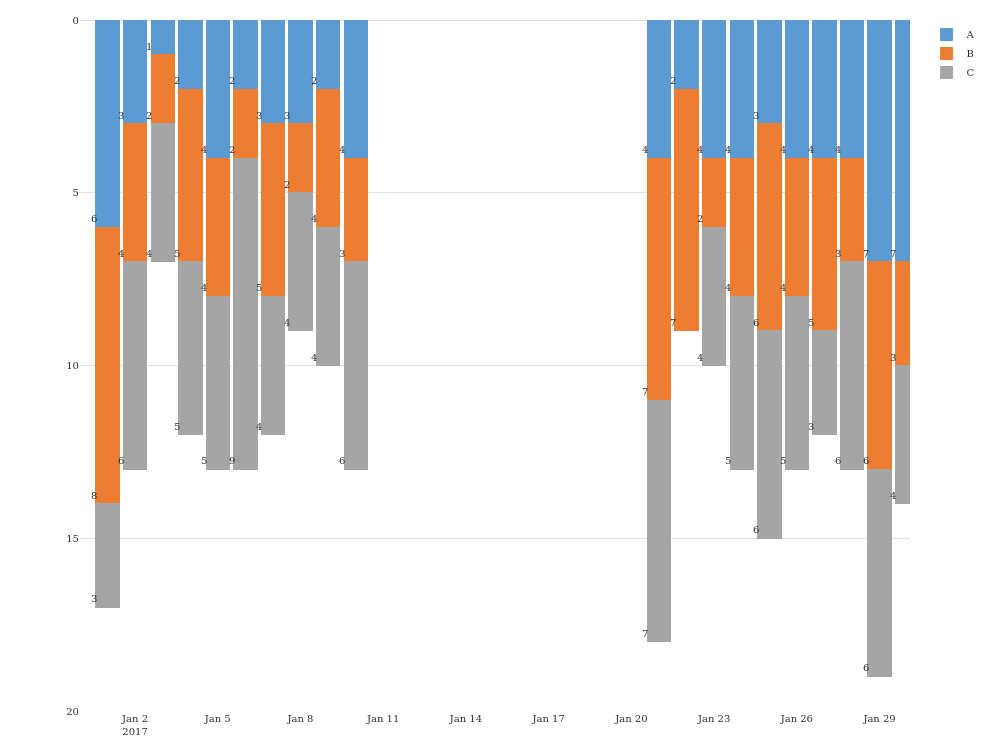 0
A
B
C
1
2 2 2
3 2 3 3
4 2 4 4 4 4 4 4 4
3
5
2
6 4 2
4 4 5 3 3 7 7
5
4 4 4
4 7 6 5
4 4 3
10
7
5 4 3
6 5 9 6 5 5 6 6
8 4
15
6
3
7
6
20
Jan 2
2017
Jan 5
Jan 8
Jan 11
Jan 14
Jan 17
Jan 20
Jan 23
Jan 26
Jan 29